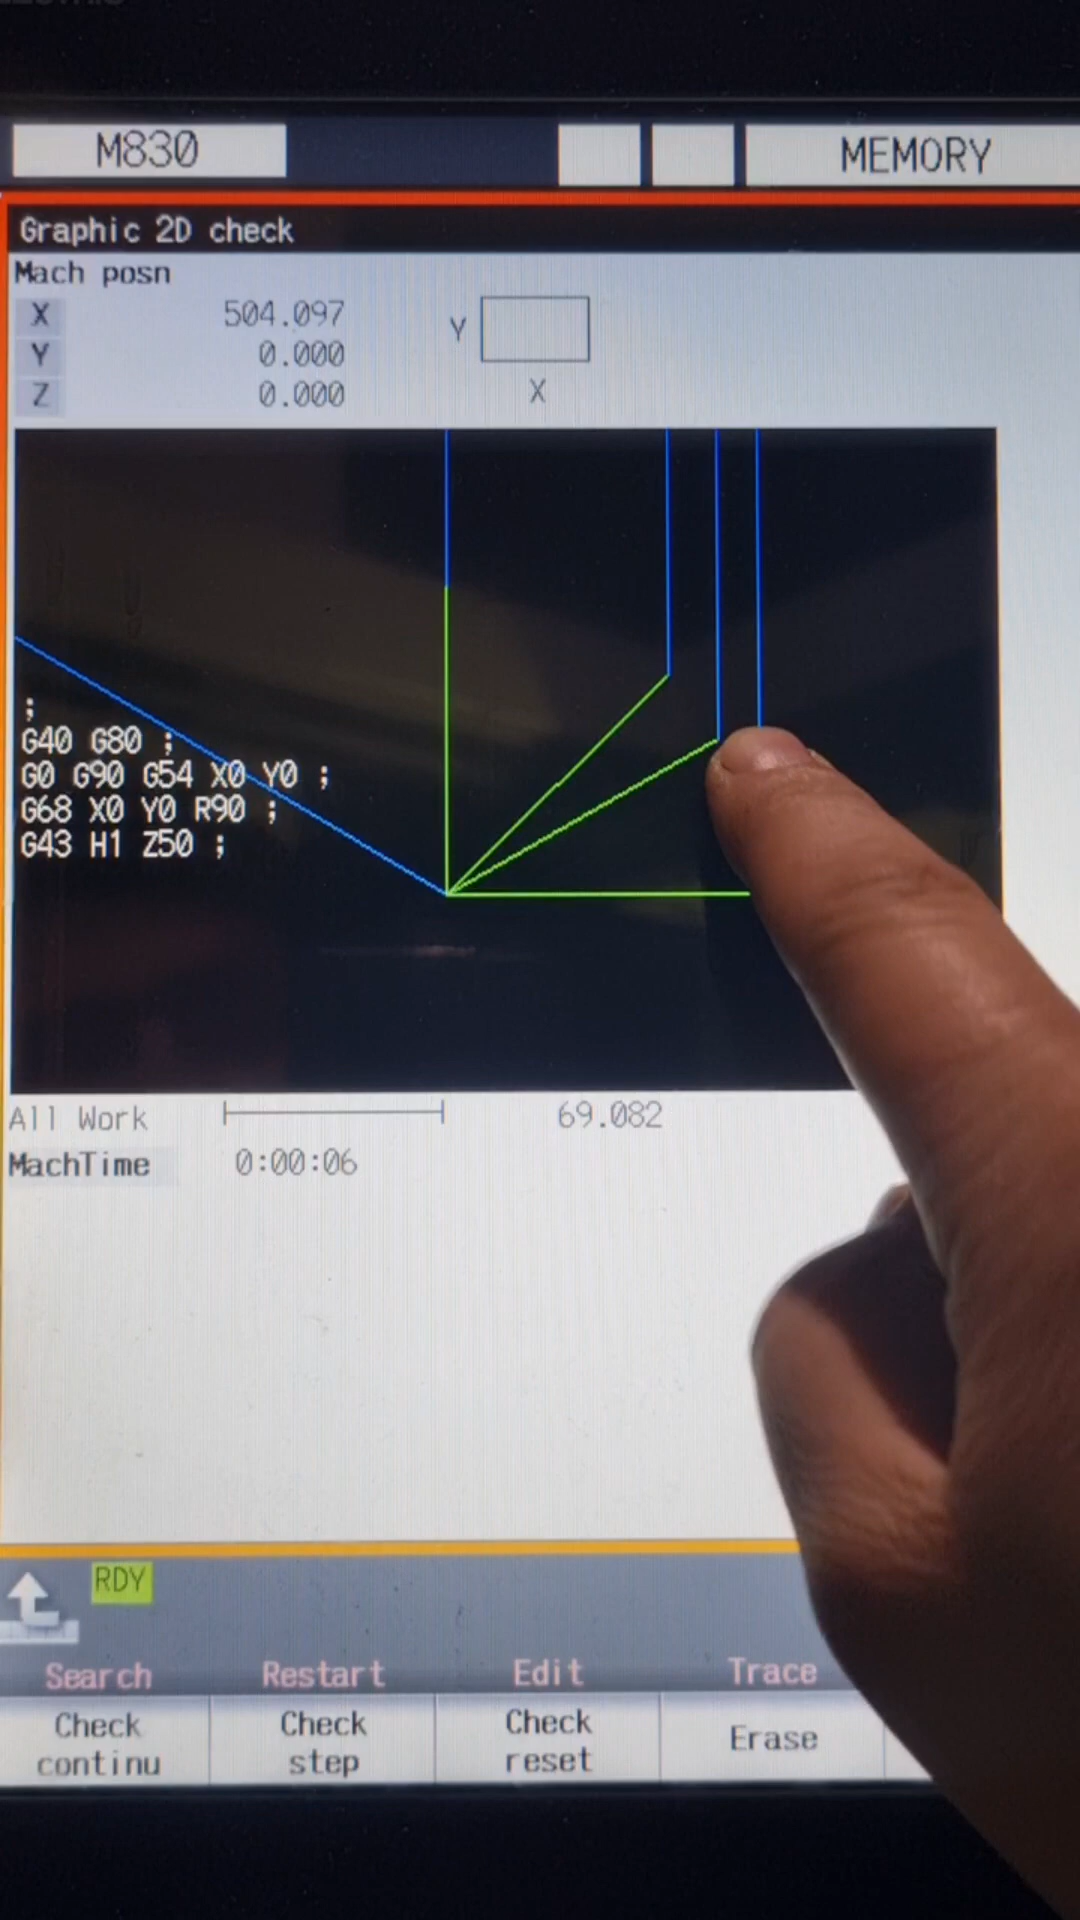 M830
MEMORY
Graphic 2D check
Mach posn
X 504.097
Y 0.000
Z 0.000
Y
X
;
G40 G80 ;
G0 G90 G54 X0 Y0 ;
G68 X0 Y0 R90 ;
G43 H1 Z50 ;
All Work 69.082
MachTime 0:00:06
RDY
Search Restart Edit Trace
Check continu
Check step
Check reset
Erase